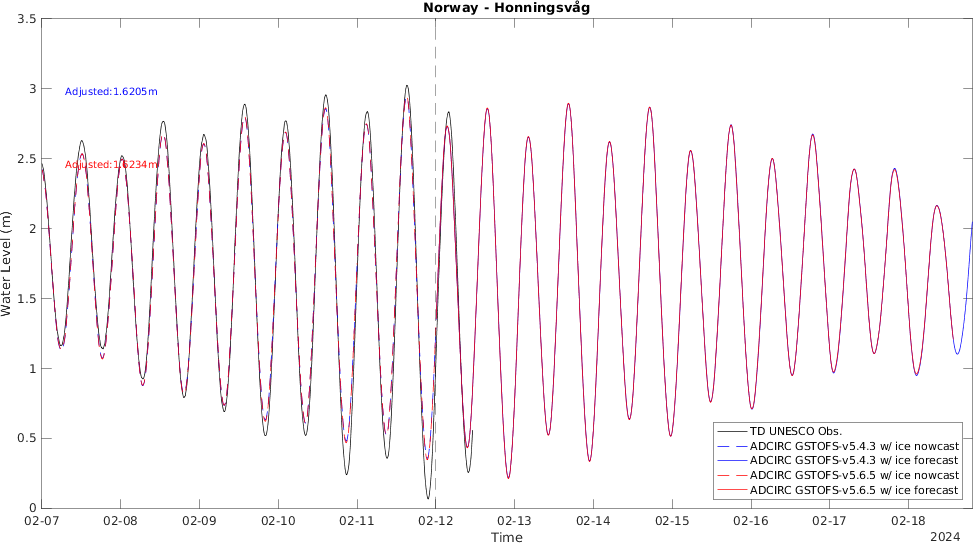 Norway - Honningsvåg
Water Level (m)
3.5
3
2.5
2
1.5
1
0.5
0
Adjusted:1.6205m
Adjusted:1.6234m
TD UNESCO Obs.
ADCIRC GSTOFS-v5.4.3 w/ ice nowcast
ADCIRC GSTOFS-v5.4.3 w/ ice forecast
ADCIRC GSTOFS-v5.6.5 w/ ice nowcast
ADCIRC GSTOFS-v5.6.5 w/ ice forecast
02-07 02-08 02-09 02-10 02-11 02-12 02-13 02-14 02-15 02-16 02-17 02-18
Time
2024